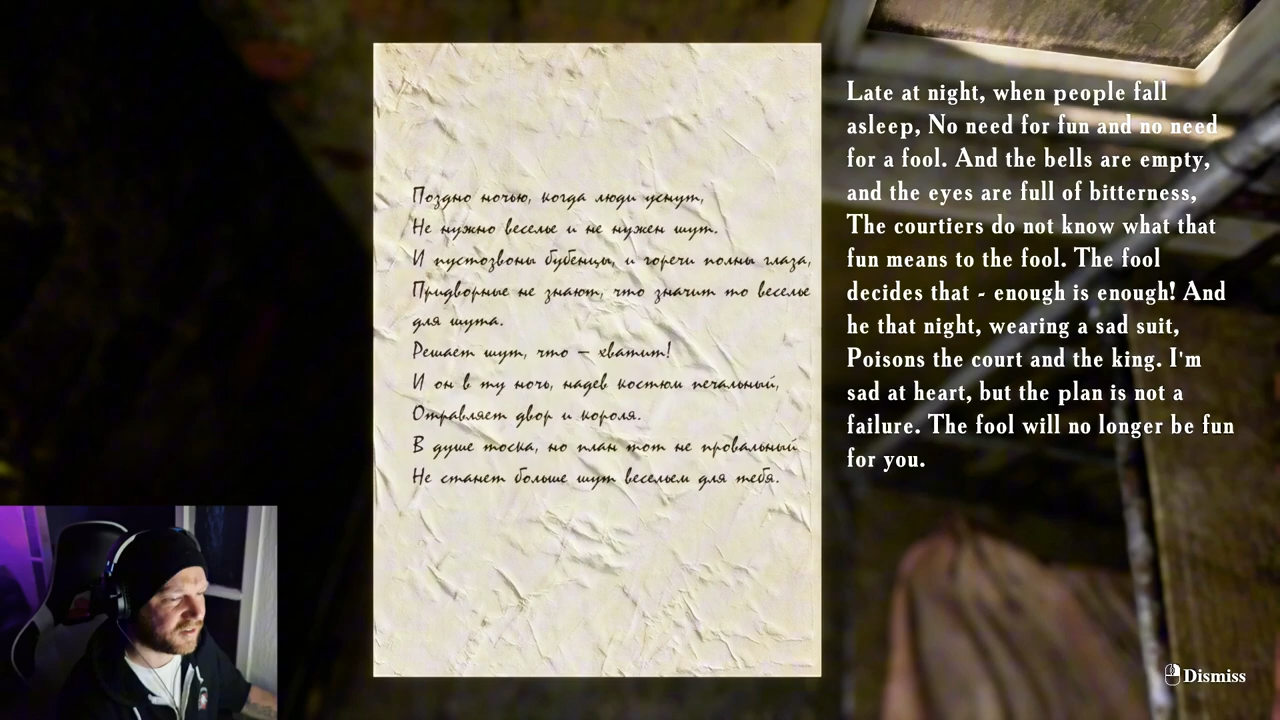 Поздно ночью, когда люди уснут,
Не нужно веселье и не нужен шут.
И пустозвоны бубенцы, и горечи полны глаза,
Придворные не знают, что значит то веселье
для шута.
Решает шут, что – хватит!
И он в ту ночь, надев костюм печальный,
Отравляет двор и короля.
В душе тоска, но план тот не провальный
Не станет больше шут весельем для тебя.
Late at night, when people fall
asleep, No need for fun and no need
for a fool. And the bells are empty,
and the eyes are full of bitterness,
The courtiers do not know what that
fun means to the fool. The fool
decides that - enough is enough! And
he that night, wearing a sad suit,
Poisons the court and the king. I'm
sad at heart, but the plan is not a
failure. The fool will no longer be fun
for you.
Dismiss